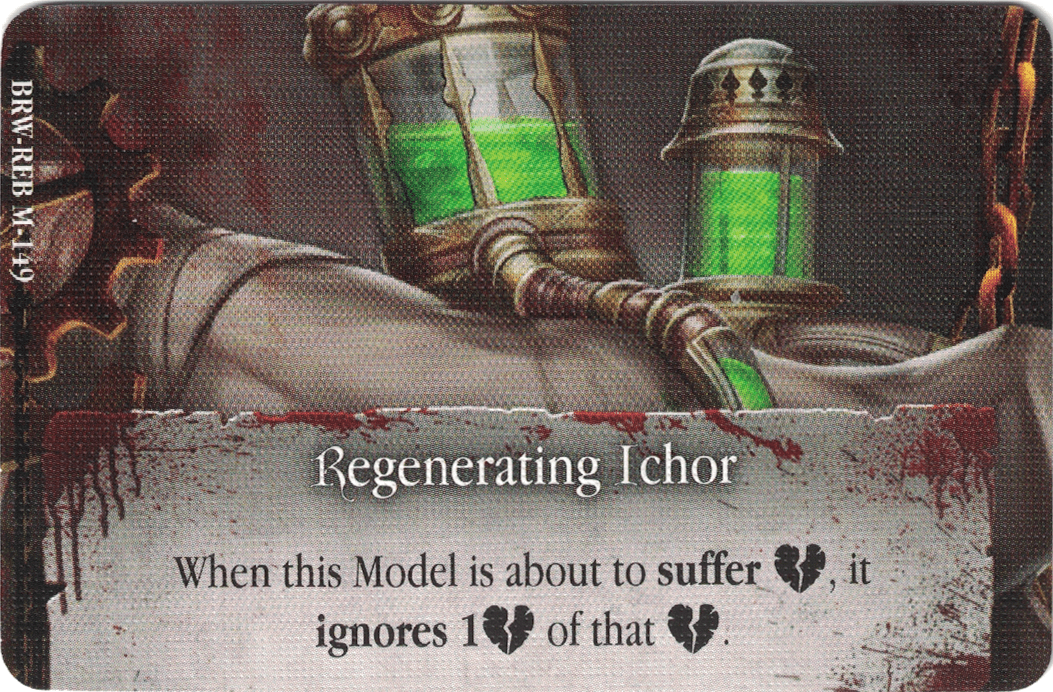 BRW-REB M-149
Regenerating Ichor
When this Model is about to suffer 💔, it
ignores 1💔 of that 💔.